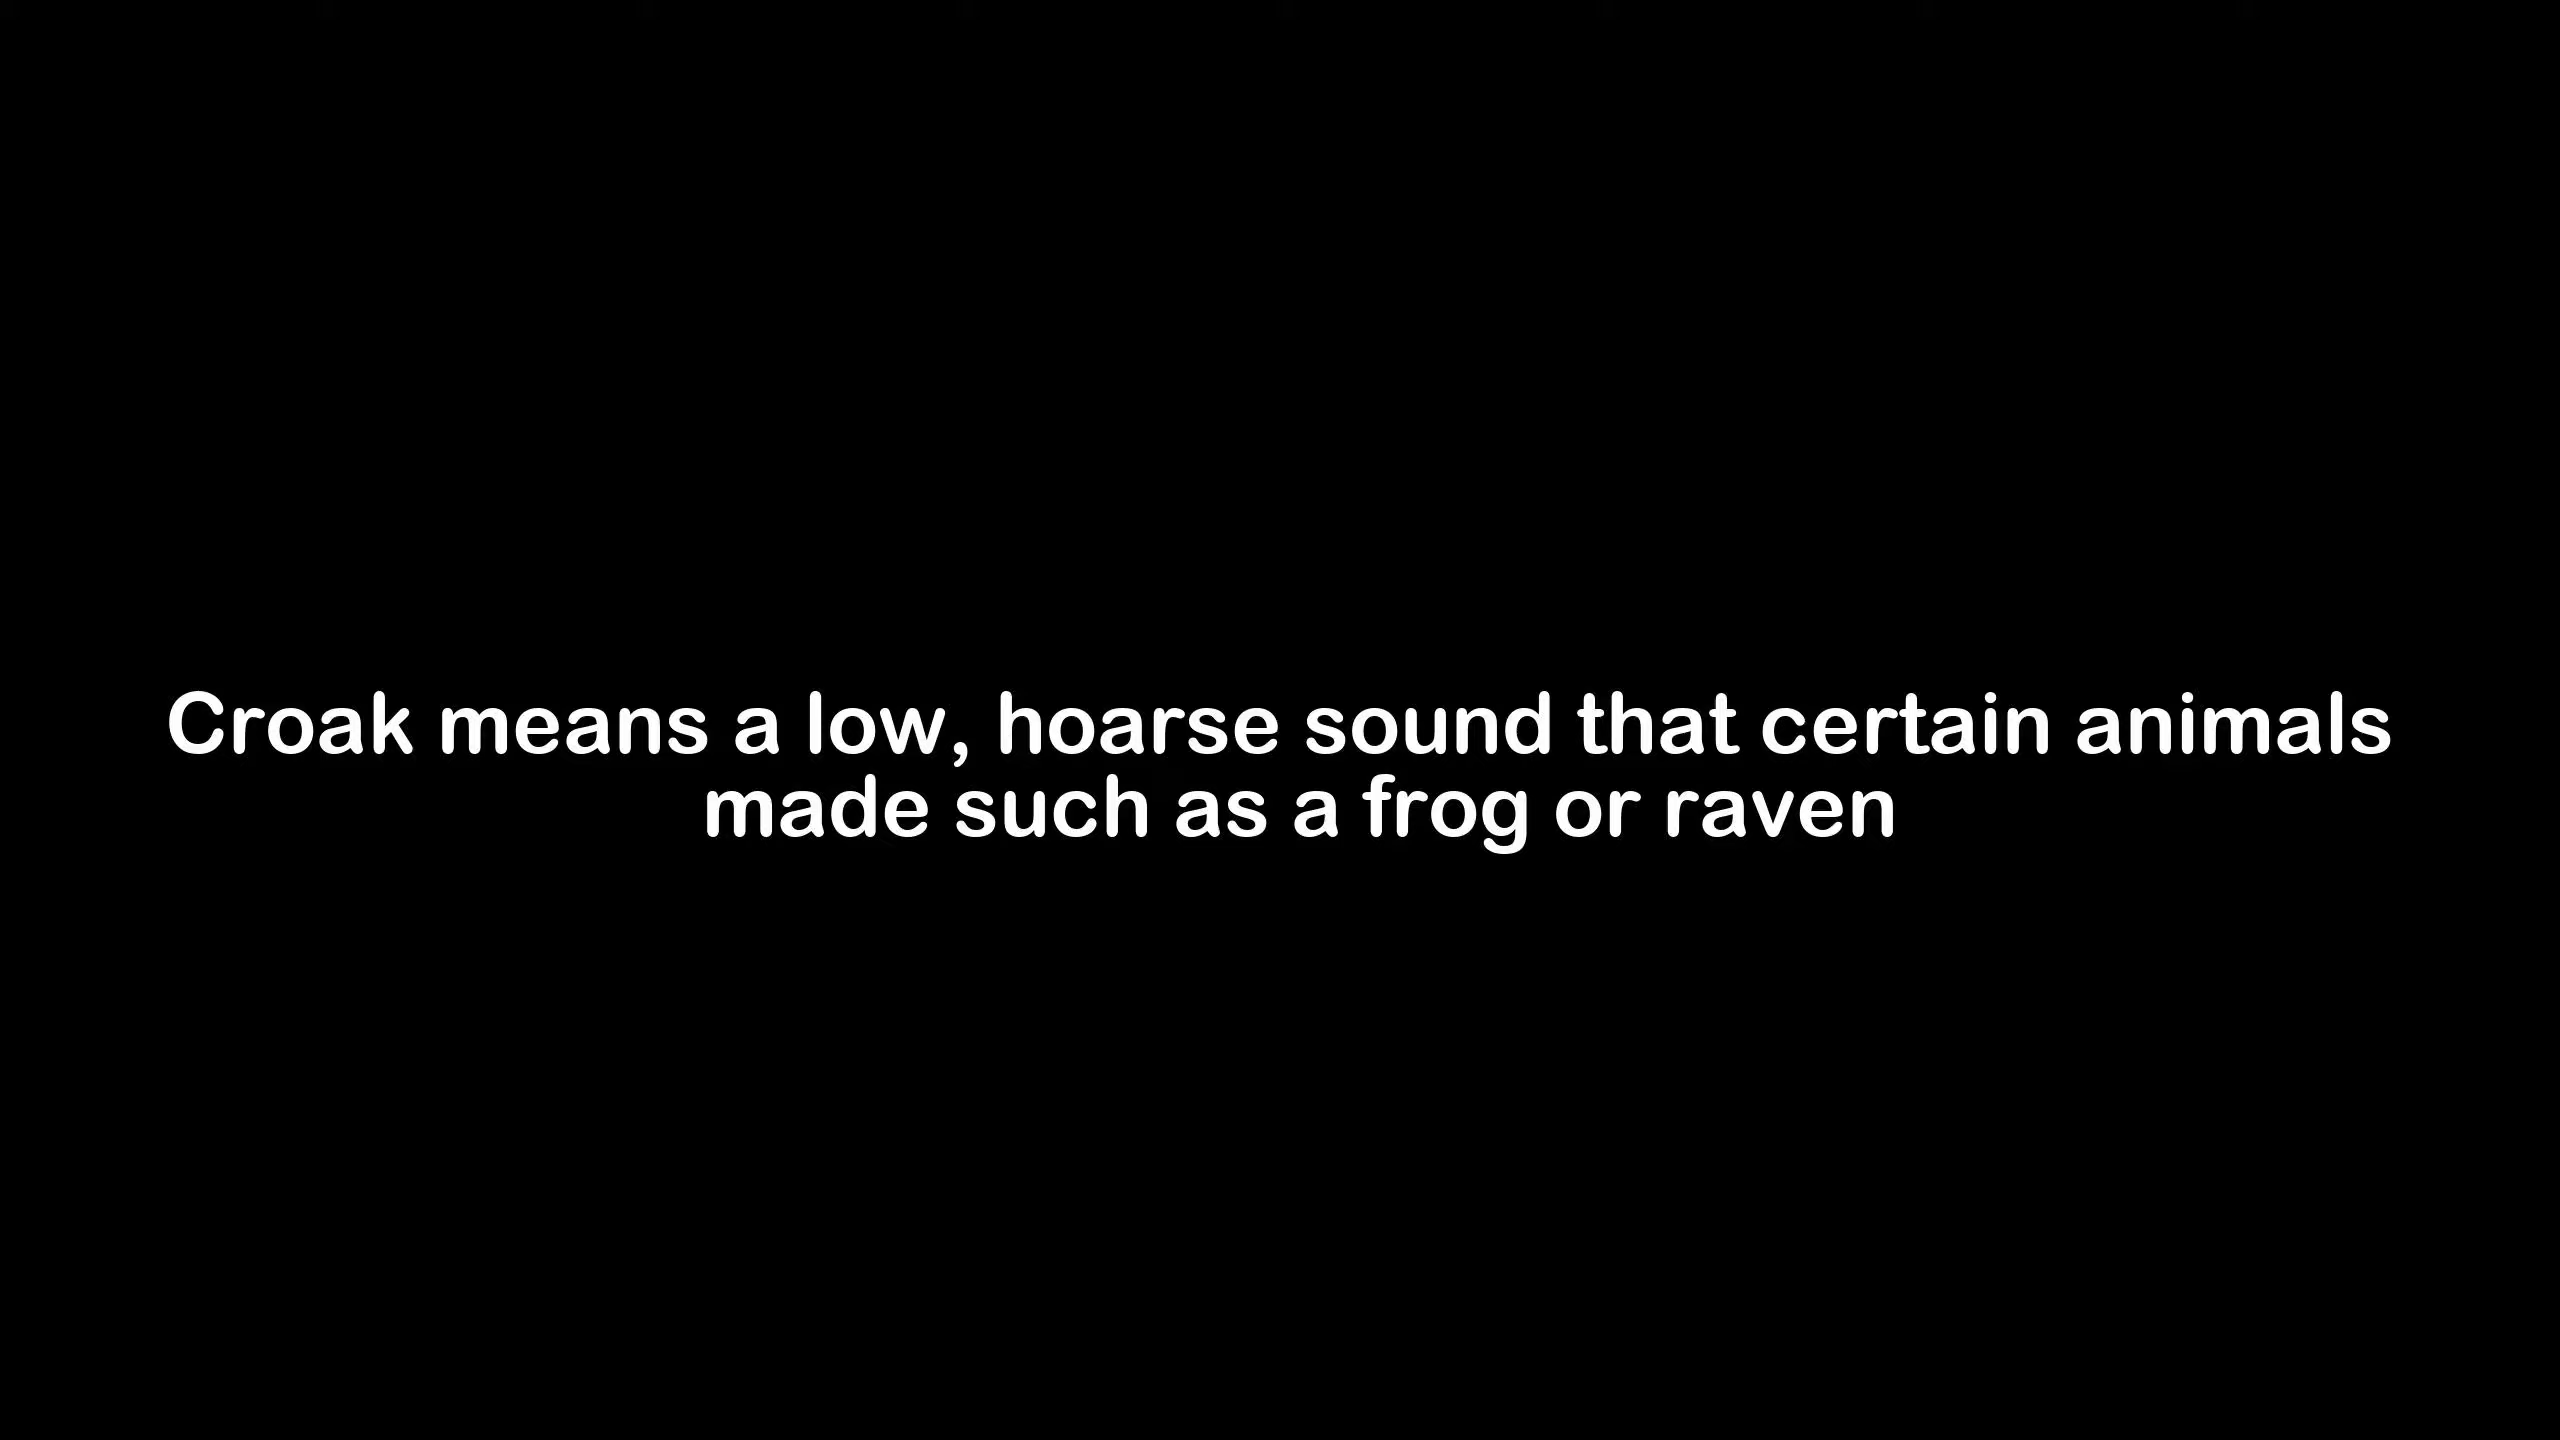 Croak means a low, hoarse sound that certain animals
made such as a frog or raven